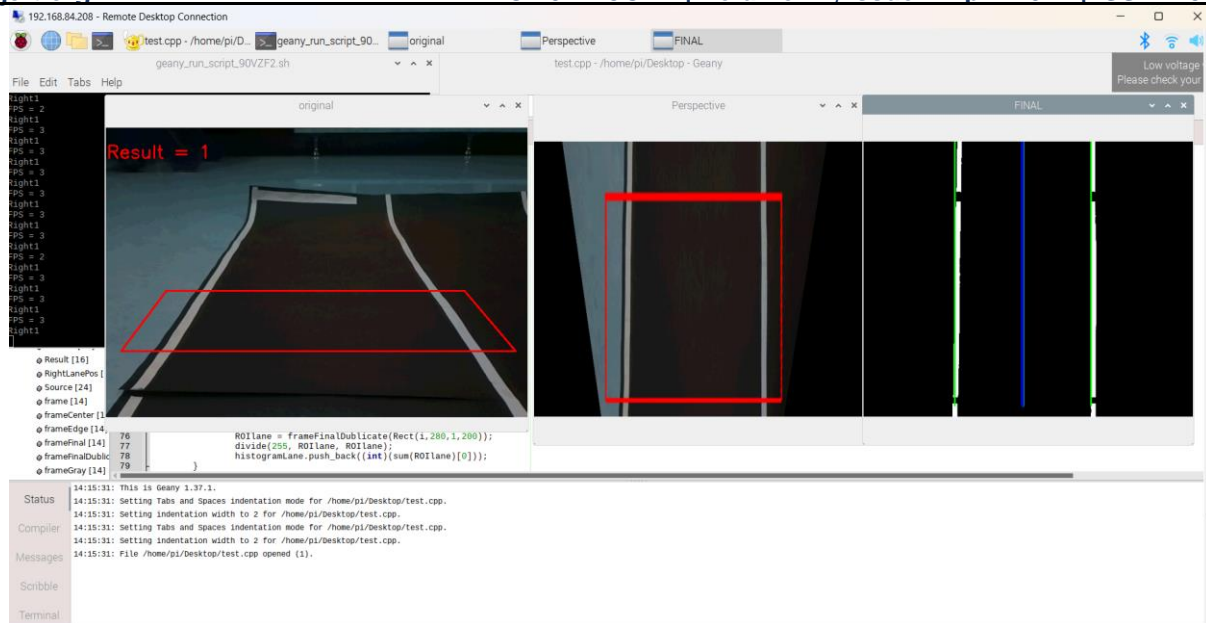 192.168.84.208 - Remote Desktop Connection
test.cpp - /home/pi/D... geany_run_script_90... original Perspective FINAL
geany_run_script_90VZF2.sh
test.cpp - /home/pi/Desktop - Geany
Low voltage
Please check your
File Edit Tabs Help
Right1
FPS = 2
Right1
FPS = 3
Right1
FPS = 3
Right1
FPS = 3
Right1
FPS = 3
Right1
FPS = 3
Right1
FPS = 3
Right1
FPS = 2
Right1
FPS = 3
Right1
FPS = 3
Right1
FPS = 3
Right1
original
Result = 1
Perspective
FINAL
Result [16]
RightLanePos [
Source [24]
frame [14]
frameCenter [1
frameEdge [14,
frameFinal [14]
frameFinalDublic
frameGray [14]
76 ROIlane = frameFinalDublicate(Rect(i,280,1,200));
77 divide(255, ROIlane, ROIlane);
78 histogramLane.push_back((int)(sum(ROIlane)[0]));
79 }
Status
Compiler
Messages
Scribble
Terminal
14:15:31: This is Geany 1.37.1.
14:15:31: Setting Tabs and Spaces indentation mode for /home/pi/Desktop/test.cpp.
14:15:31: Setting indentation width to 2 for /home/pi/Desktop/test.cpp.
14:15:31: Setting Tabs and Spaces indentation mode for /home/pi/Desktop/test.cpp.
14:15:31: Setting indentation width to 2 for /home/pi/Desktop/test.cpp.
14:15:31: File /home/pi/Desktop/test.cpp opened (1).